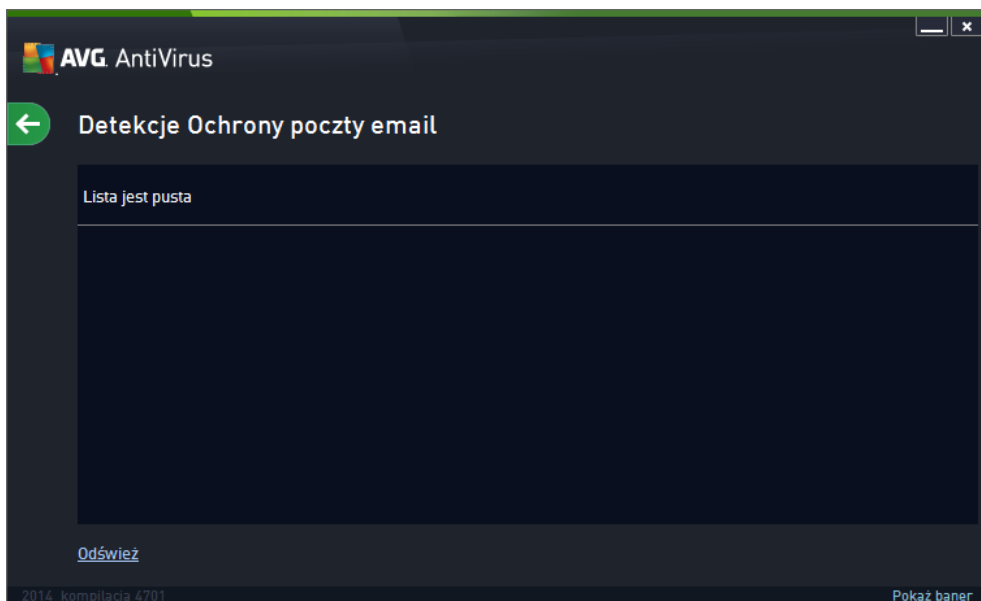 AVG. AntiVirus
Detekcje Ochrony poczty email
Lista jest pusta
Odśwież
2014 kompilacja 4701
Pokaż baner